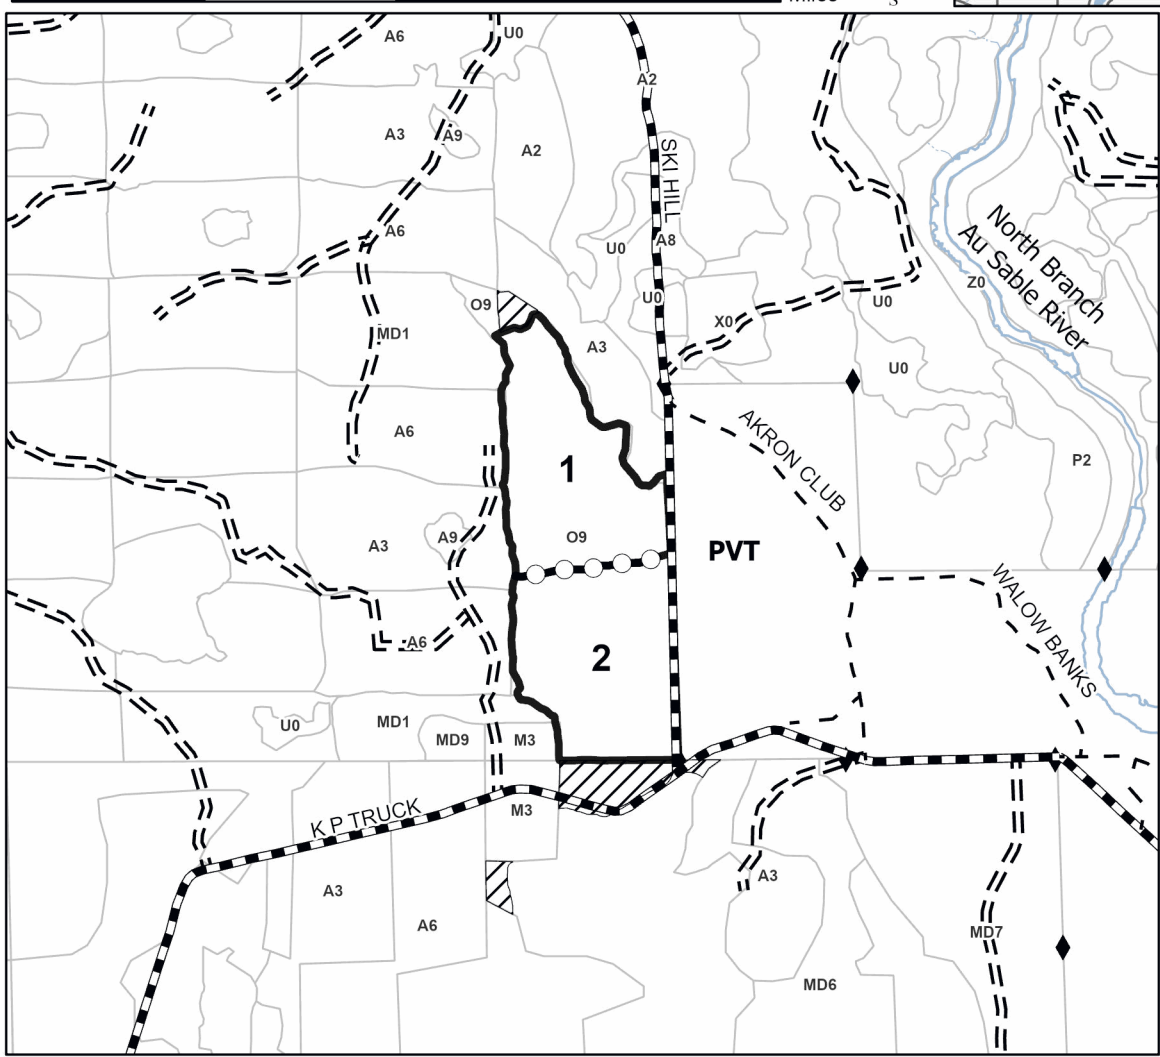 S
A6
U0
A2
A3
A9
A2
SKI HILL
A6
U0
A8
North Branch
Au Sable River
Z0
O9
U0
U0
MD1
X0
A3
U0
A6
AKRON CLUB
P2
1
A3
A9
O9
PVT
WALOW BANKS
A6
2
U0
MD1
MD9
M3
K P TRUCK
M3
A3
A3
A6
MD7
MD6